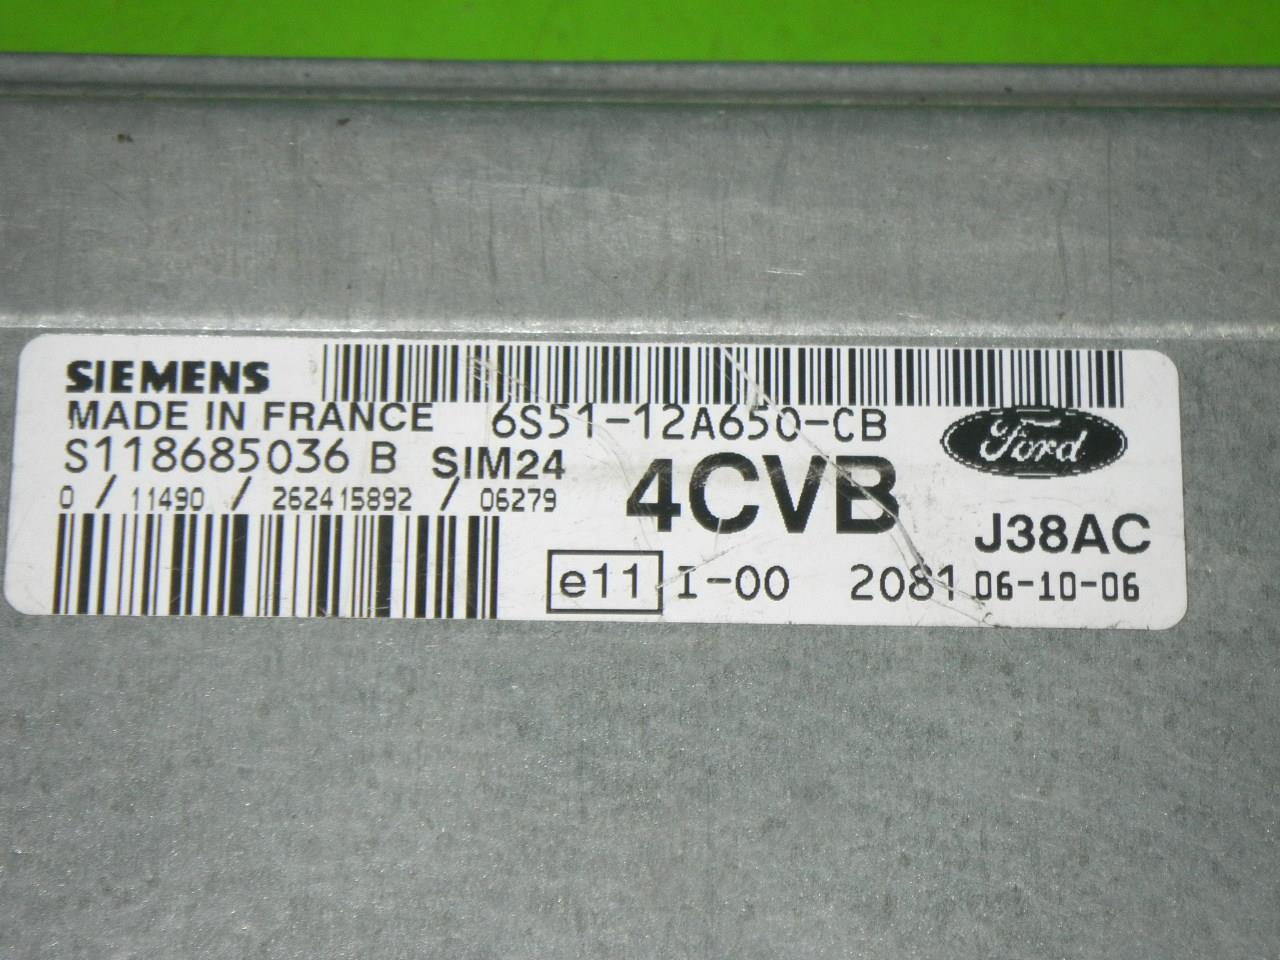 SIEMENS
MADE IN FRANCE 6S51-12A650-CB
Ford
S118685036 B SIM24
4CVB
0 / 11490 / 262415892 / 06279
J38AC
e11 I-00 2081 06-10-06